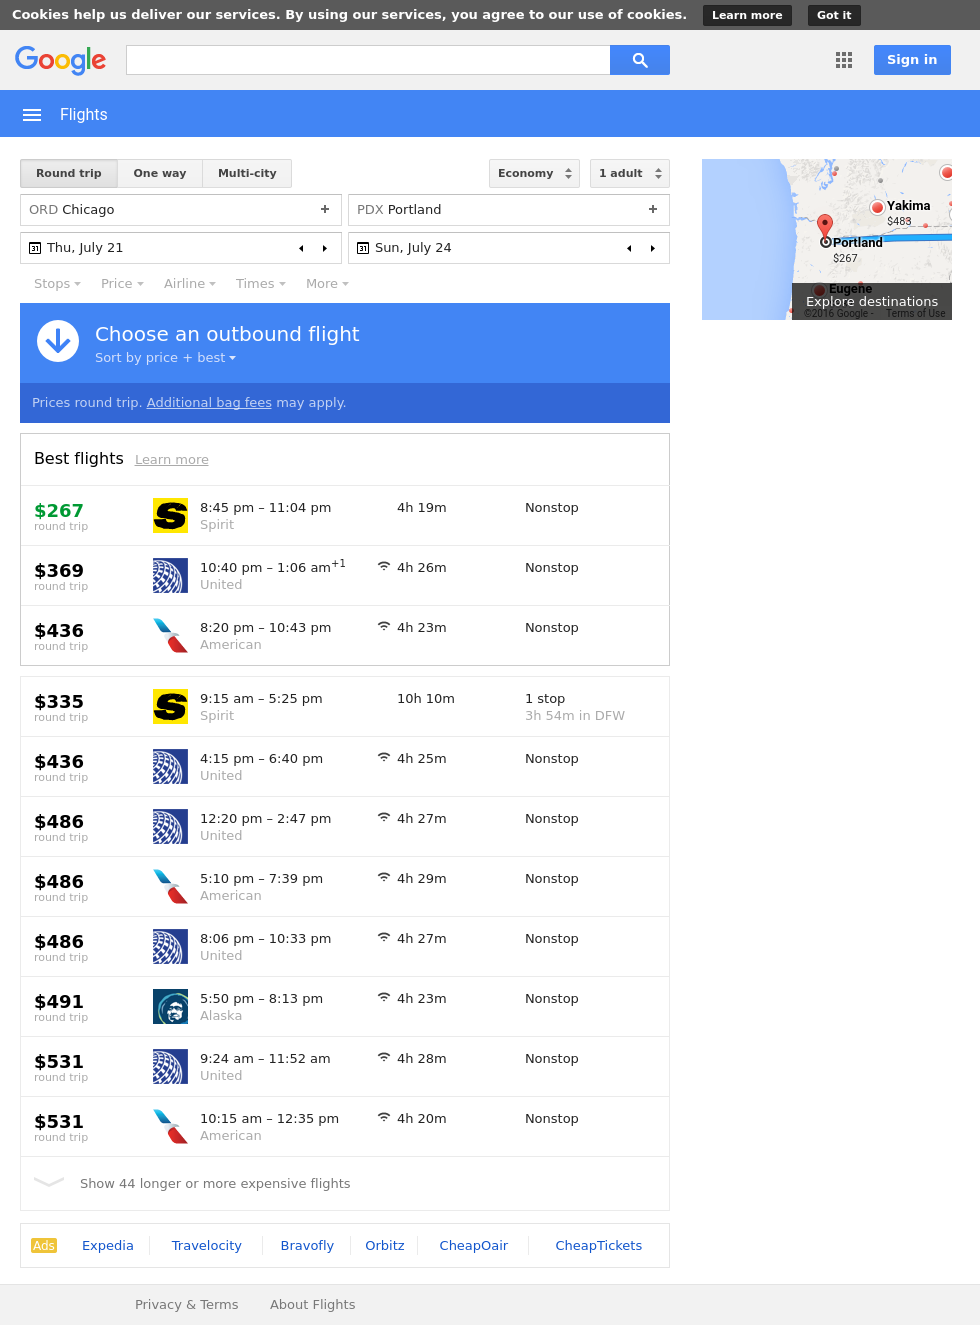 Cookies help us deliver our services. By using our services, you agree to our use of cookies. Learn more Got it
Google Sign in
Flights
Round trip One way Multi-city Economy 1 adult
ORD Chicago + PDX Portland +
31 Thu, July 21 31 Sun, July 24
Stops Price Airline Times More
Yakima
$483
Portland
$267
Eugene
Explore destinations
©2016 Google - Terms of Use
Choose an outbound flight
Sort by price + best
Prices round trip. Additional bag fees may apply.
Best flights Learn more
$267 8:45 pm – 11:04 pm 4h 19m Nonstop
round trip Spirit
$369 10:40 pm – 1:06 am+1 4h 26m Nonstop
round trip United
$436 8:20 pm – 10:43 pm 4h 23m Nonstop
round trip American
$335 9:15 am – 5:25 pm 10h 10m 1 stop
round trip Spirit 3h 54m in DFW
$436 4:15 pm – 6:40 pm 4h 25m Nonstop
round trip United
$486 12:20 pm – 2:47 pm 4h 27m Nonstop
round trip United
$486 5:10 pm – 7:39 pm 4h 29m Nonstop
round trip American
$486 8:06 pm – 10:33 pm 4h 27m Nonstop
round trip United
$491 5:50 pm – 8:13 pm 4h 23m Nonstop
round trip Alaska
$531 9:24 am – 11:52 am 4h 28m Nonstop
round trip United
$531 10:15 am – 12:35 pm 4h 20m Nonstop
round trip American
Show 44 longer or more expensive flights
Ads Expedia Travelocity Bravofly Orbitz CheapOair CheapTickets
Privacy & Terms About Flights